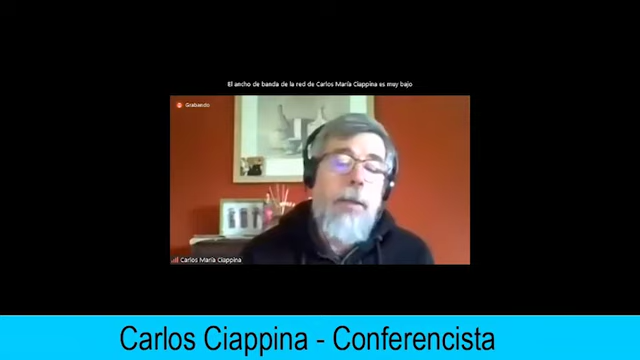 El ancho de banda de la red de Carlos María Ciappina es muy bajo
Grabando
Carlos María Ciappina
Carlos Ciappina - Conferencista